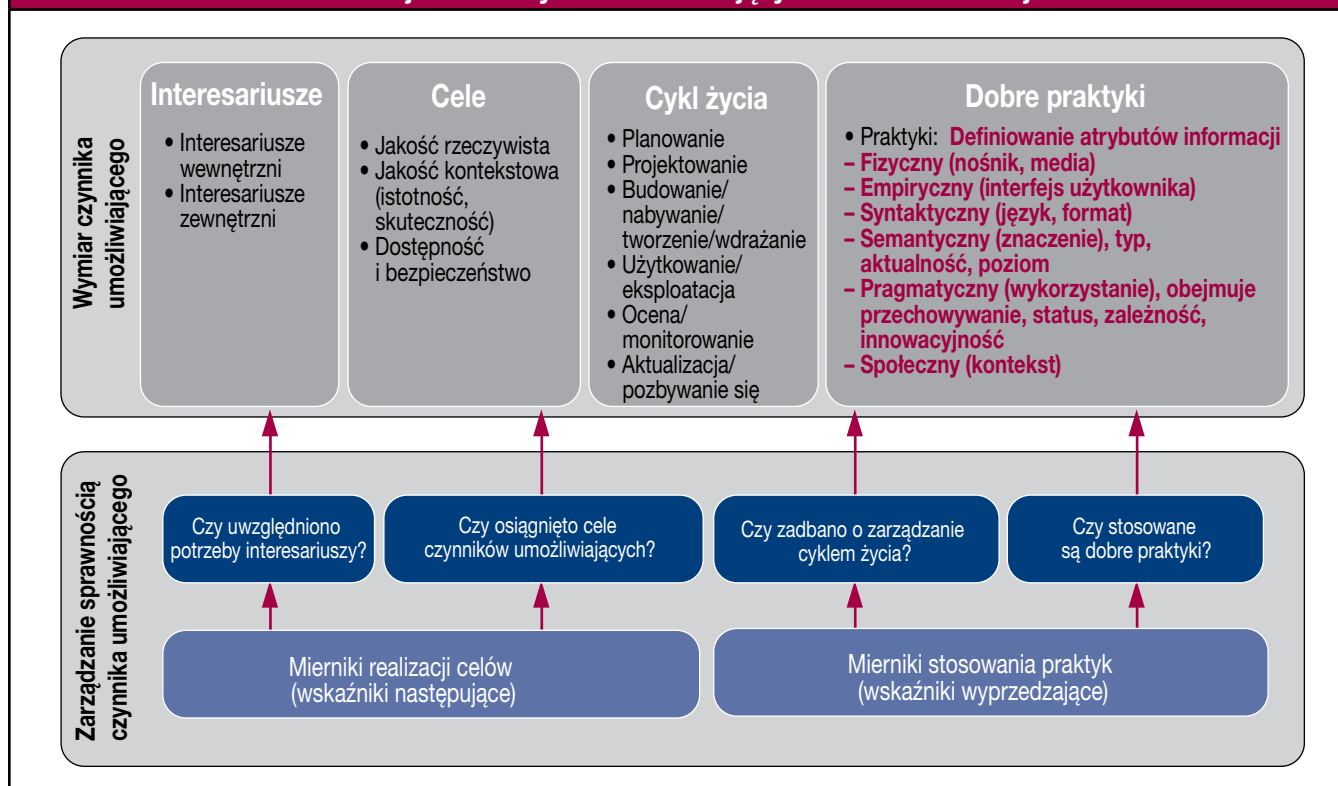 Wymiar czynnika
umożliwiającego
Interesariusze
• Interesariusze
wewnętrzni
• Interesariusze
zewnętrzni
Cele
• Jakość rzeczywista
• Jakość kontekstowa
(istotność,
skuteczność)
• Dostępność
i bezpieczeństwo
Cykl życia
• Planowanie
• Projektowanie
• Budowanie/
nabywanie/
tworzenie/wdrażanie
• Użytkowanie/
eksploatacja
• Ocena/
monitorowanie
• Aktualizacja/
pozbywanie się
Dobre praktyki
• Praktyki: Definiowanie atrybutów informacji
– Fizyczny (nośnik, media)
– Empiryczny (interfejs użytkownika)
– Syntaktyczny (język, format)
– Semantyczny (znaczenie), typ,
aktualność, poziom
– Pragmatyczny (wykorzystanie), obejmuje
przechowywanie, status, zależność,
innowacyjność
– Społeczny (kontekst)
Zarządzanie sprawnością
czynnika umożliwiającego
Czy uwzględniono
potrzeby interesariuszy?
Czy osiągnięto cele
czynników umożliwiających?
Czy zadbano o zarządzanie
cyklem życia?
Czy stosowane
są dobre praktyki?
Mierniki realizacji celów
(wskaźniki następujące)
Mierniki stosowania praktyk
(wskaźniki wyprzedzające)